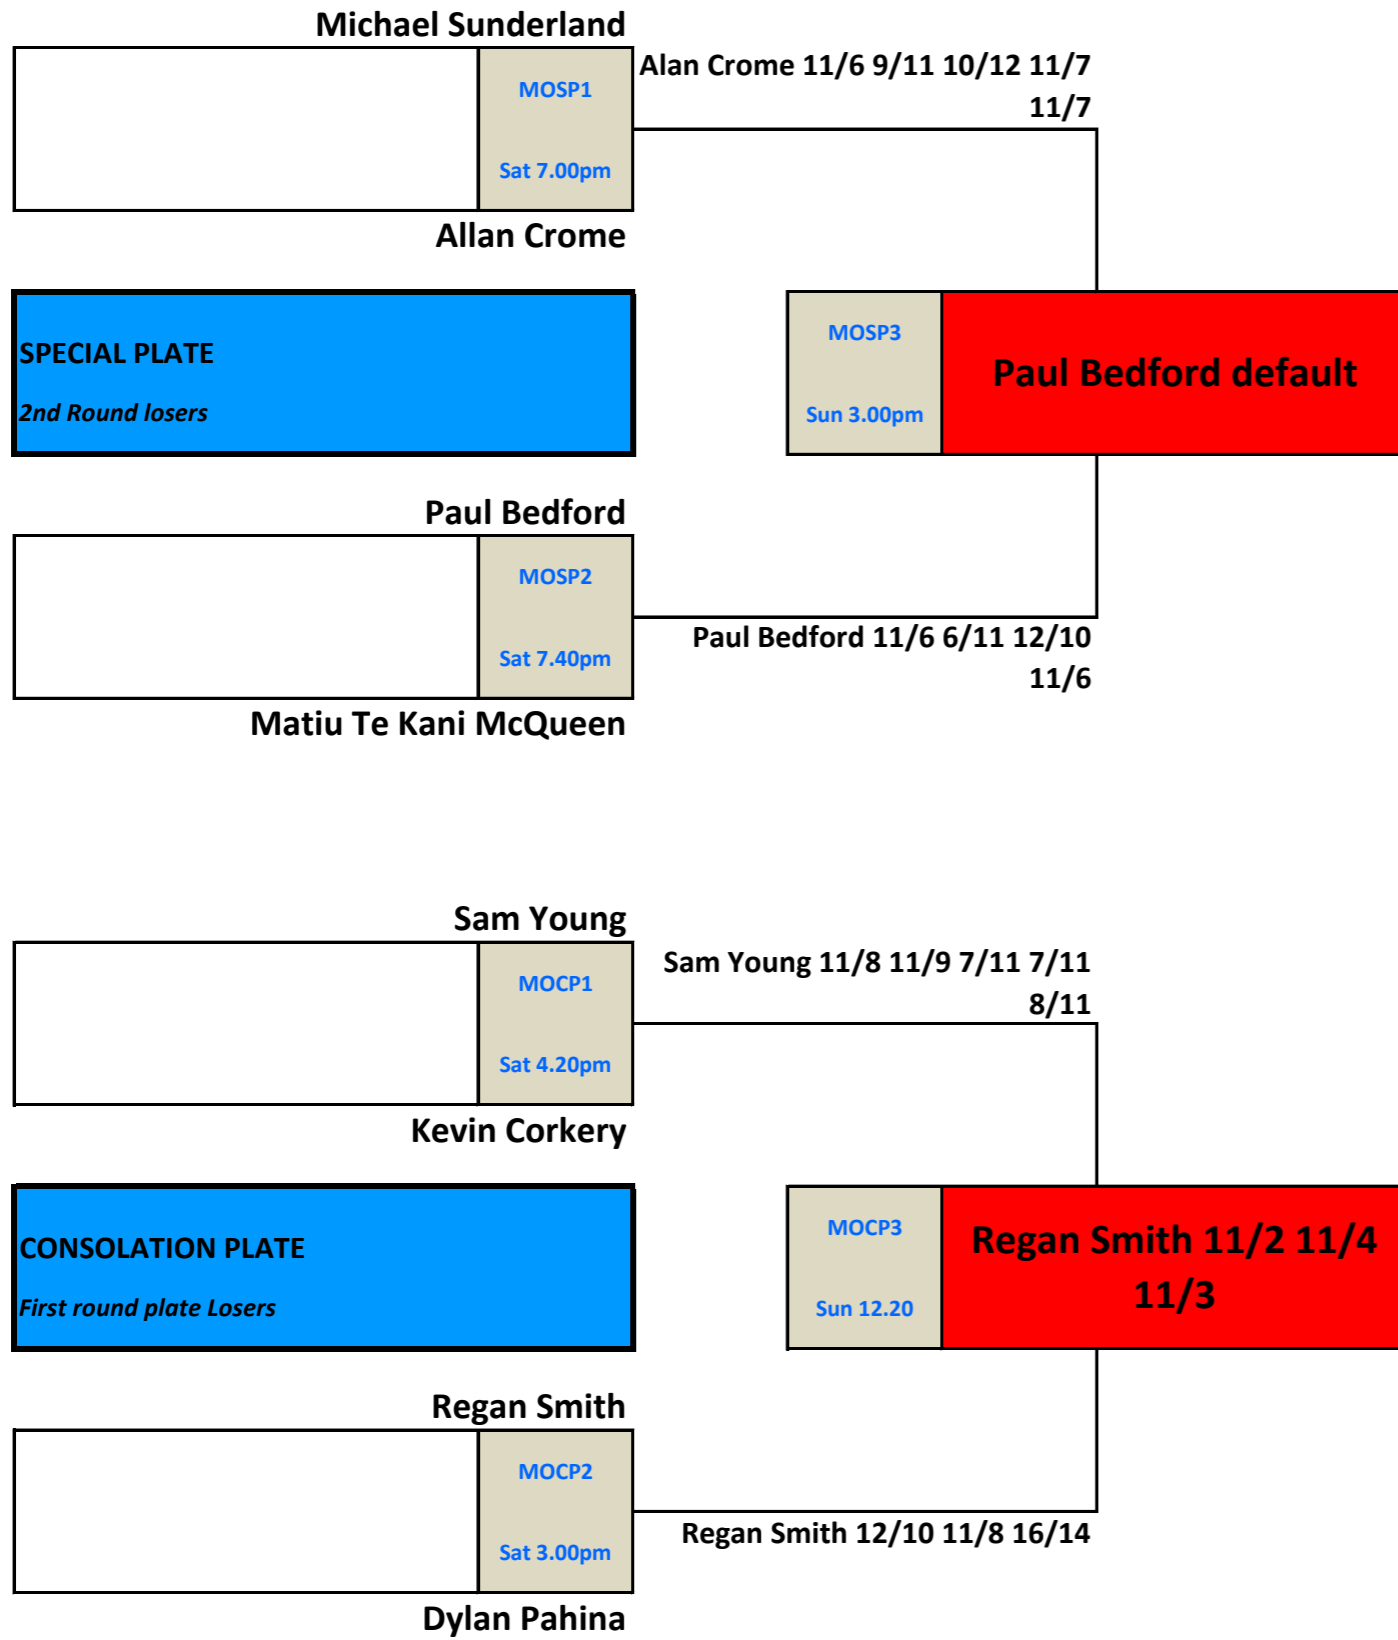 Michael Sunderland
MOSP1
Sat 7.00pm
Alan Crome 11/6 9/11 10/12 11/7
11/7
Allan Crome
SPECIAL PLATE
2nd Round losers
MOSP3
Sun 3.00pm
Paul Bedford default
Paul Bedford
MOSP2
Sat 7.40pm
Paul Bedford 11/6 6/11 12/10
11/6
Matiu Te Kani McQueen
Sam Young
MOCP1
Sat 4.20pm
Sam Young 11/8 11/9 7/11 7/11
8/11
Kevin Corkery
CONSOLATION PLATE
First round plate Losers
MOCP3
Sun 12.20
Regan Smith 11/2 11/4
11/3
Regan Smith
MOCP2
Sat 3.00pm
Regan Smith 12/10 11/8 16/14
Dylan Pahina